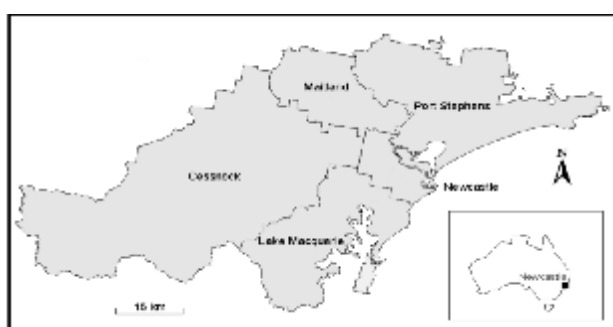 Maitland
Port Stephens
Cessnock
N
Newcastle
Lake Macquarie
Newcastle
15 km